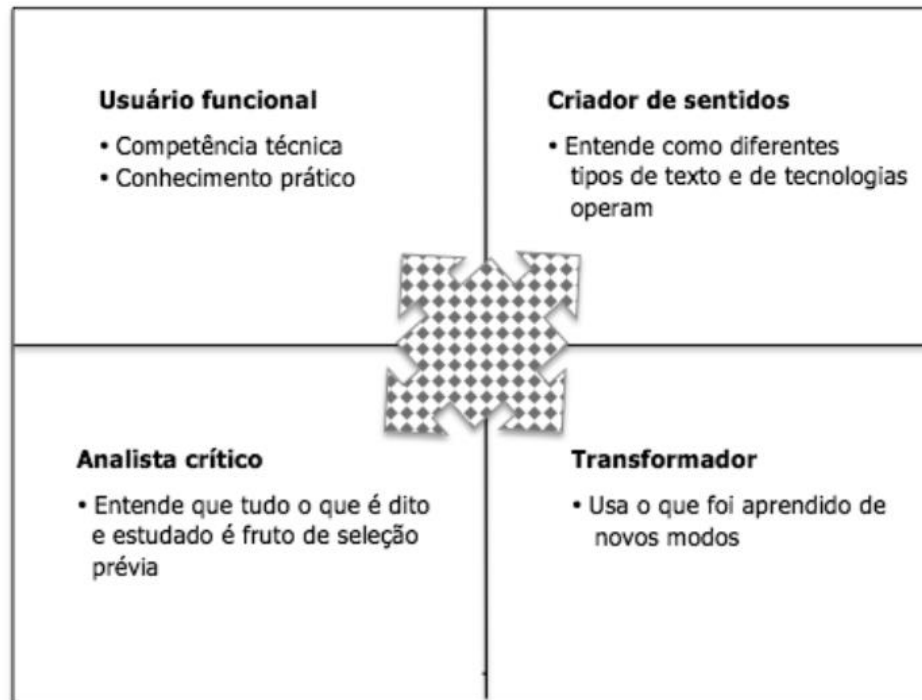 Usuário funcional
• Competência técnica
• Conhecimento prático
Criador de sentidos
• Entende como diferentes
tipos de texto e de tecnologias
operam
Analista crítico
• Entende que tudo o que é dito
e estudado é fruto de seleção
prévia
Transformador
• Usa o que foi aprendido de
novos modos